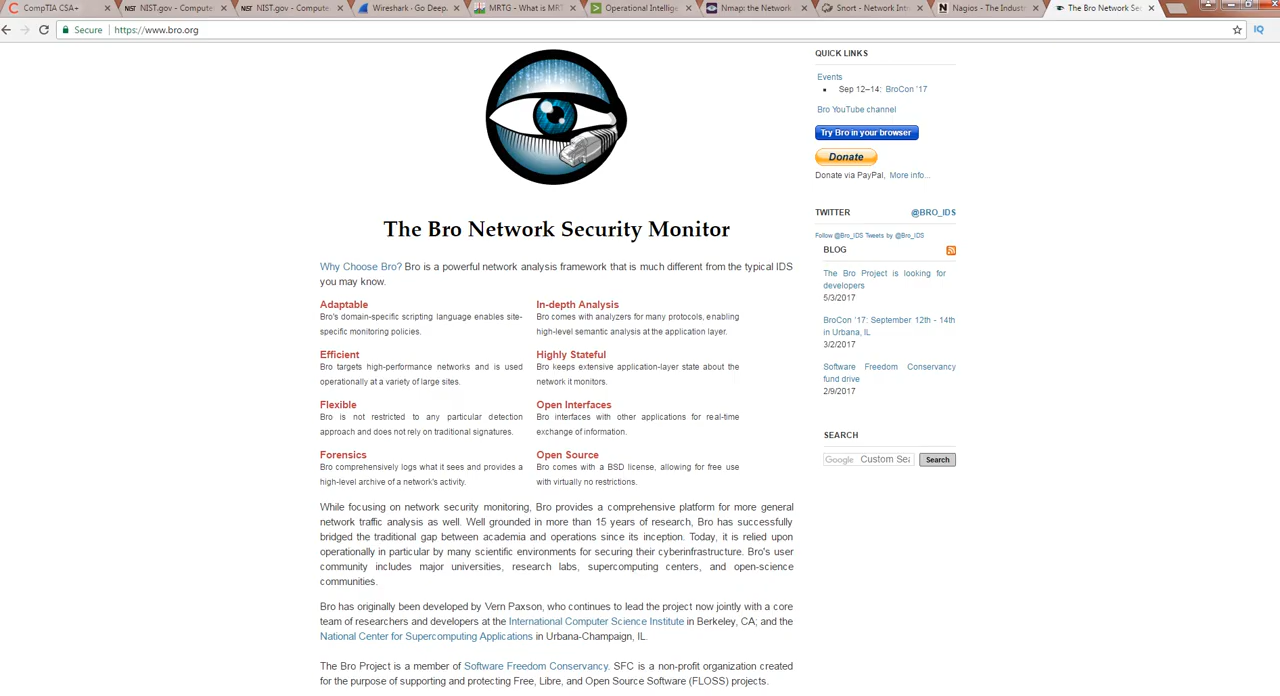 CompTIA CSA+
NIST.gov - Compute
NIST.gov - Compute
Wireshark - Go Deep.
MRTG - What is MRT
Operational Intellige
Nmap: the Network
Snort - Network Int
Nagios - The Industr
The Bro Network Sec
Secure
https://www.bro.org
IQ
The Bro Network Security Monitor
Why Choose Bro? Bro is a powerful network analysis framework that is much different from the typical IDS
you may know.
Adaptable
Bro's domain-specific scripting language enables site-
specific monitoring policies.
In-depth Analysis
Bro comes with analyzers for many protocols, enabling
high-level semantic analysis at the application layer.
Efficient
Bro targets high-performance networks and is used
operationally at a variety of large sites.
Highly Stateful
Bro keeps extensive application-layer state about the
network it monitors.
Flexible
Bro is not restricted to any particular detection
approach and does not rely on traditional signatures.
Open Interfaces
Bro interfaces with other applications for real-time
exchange of information.
Forensics
Bro comprehensively logs what it sees and provides a
high-level archive of a network's activity.
Open Source
Bro comes with a BSD license, allowing for free use
with virtually no restrictions.
While focusing on network security monitoring, Bro provides a comprehensive platform for more general
network traffic analysis as well. Well grounded in more than 15 years of research, Bro has successfully
bridged the traditional gap between academia and operations since its inception. Today, it is relied upon
operationally in particular by many scientific environments for securing their cyberinfrastructure. Bro's user
community includes major universities, research labs, supercomputing centers, and open-science
communities.
Bro has originally been developed by Vern Paxson, who continues to lead the project now jointly with a core
team of researchers and developers at the International Computer Science Institute in Berkeley, CA; and the
National Center for Supercomputing Applications in Urbana-Champaign, IL.
The Bro Project is a member of Software Freedom Conservancy. SFC is a non-profit organization created
for the purpose of supporting and protecting Free, Libre, and Open Source Software (FLOSS) projects.
QUICK LINKS
Events
Sep 12–14: BroCon '17
Bro YouTube channel
Try Bro in your browser
Donate
Donate via PayPal, More info...
TWITTER @BRO_IDS
Follow @Bro_IDS Tweets by @Bro_IDS
BLOG
The Bro Project is looking for
developers
5/3/2017
BroCon '17: September 12th - 14th
in Urbana, IL
3/2/2017
Software Freedom Conservancy
fund drive
2/9/2017
SEARCH
Google Custom Sea
Search